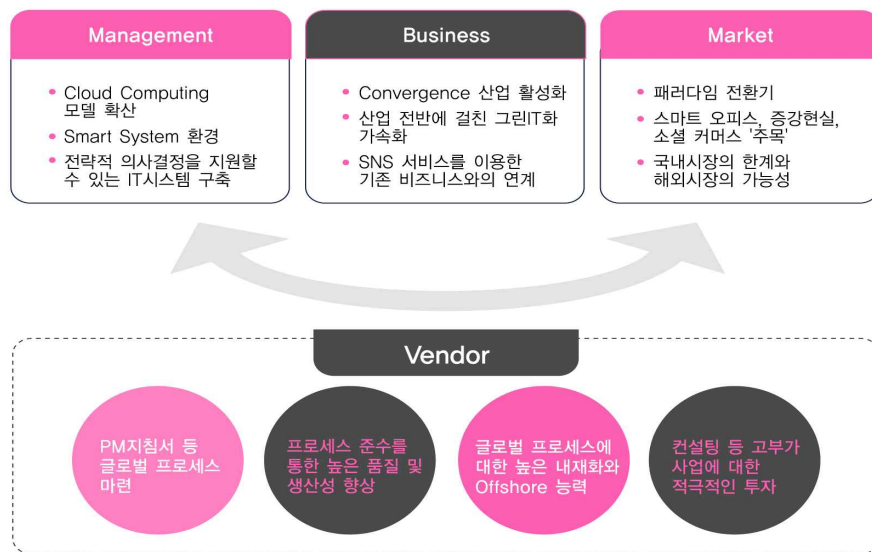 Management
• Cloud Computing
모델 확산
• Smart System 환경
• 전략적 의사결정을 지원할
수 있는 IT시스템 구축
Business
• Convergence 산업 활성화
• 산업 전반에 걸친 그린IT화
가속화
• SNS 서비스를 이용한
기존 비즈니스와의 연계
Market
• 패러다임 전환기
• 스마트 오피스, 증강현실,
소셜 커머스 '주목'
• 국내시장의 한계와
해외시장의 가능성
Vendor
PM지침서 등
글로벌 프로세스
마련
프로세스 준수를
통한 높은 품질 및
생산성 향상
글로벌 프로세스에
대한 높은 내재화와
Offshore 능력
컨설팅 등 고부가
사업에 대한
적극적인 투자